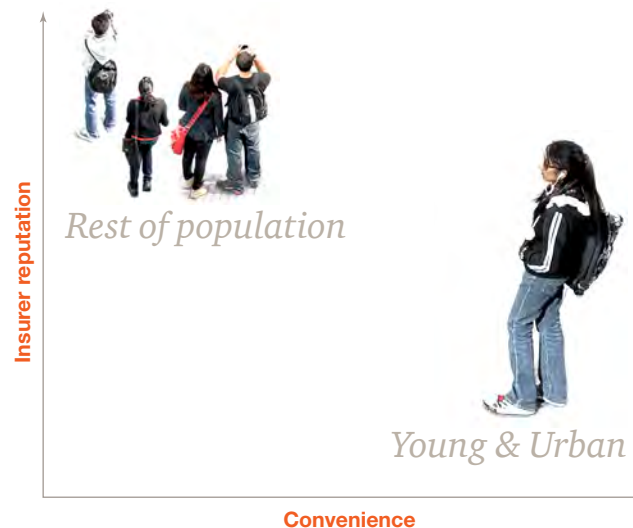 Rest of population
Insurer reputation
Young & Urban
Convenience